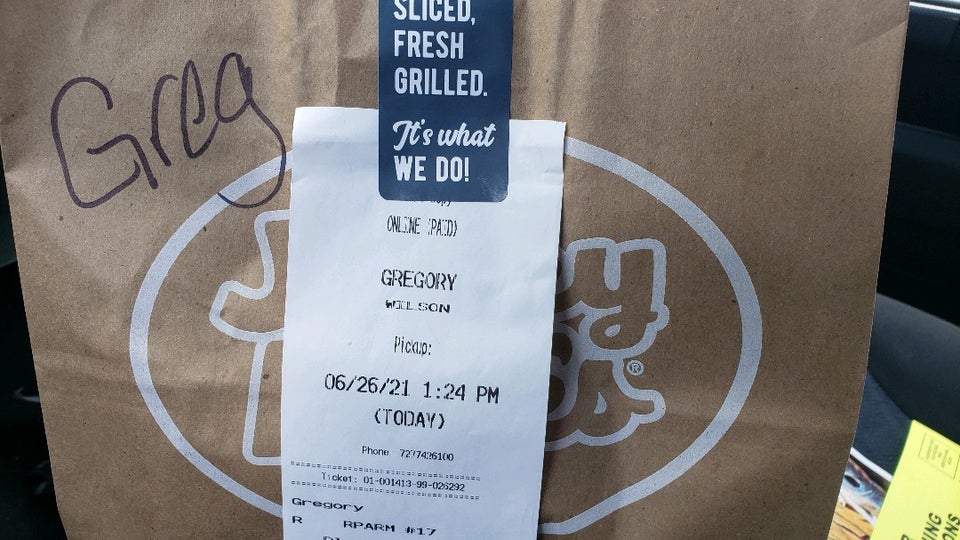 SLICED,
FRESH
GRILLED.
It's what
WE DO!
Greg
ONLINE (PAID)
GREGORY
WILSON
Pickup:
06/26/21 1:24 PM
(TODAY)
Phone 7277426100
Ticket: 01-001413-99-026292
Gregory
R RPARM #17